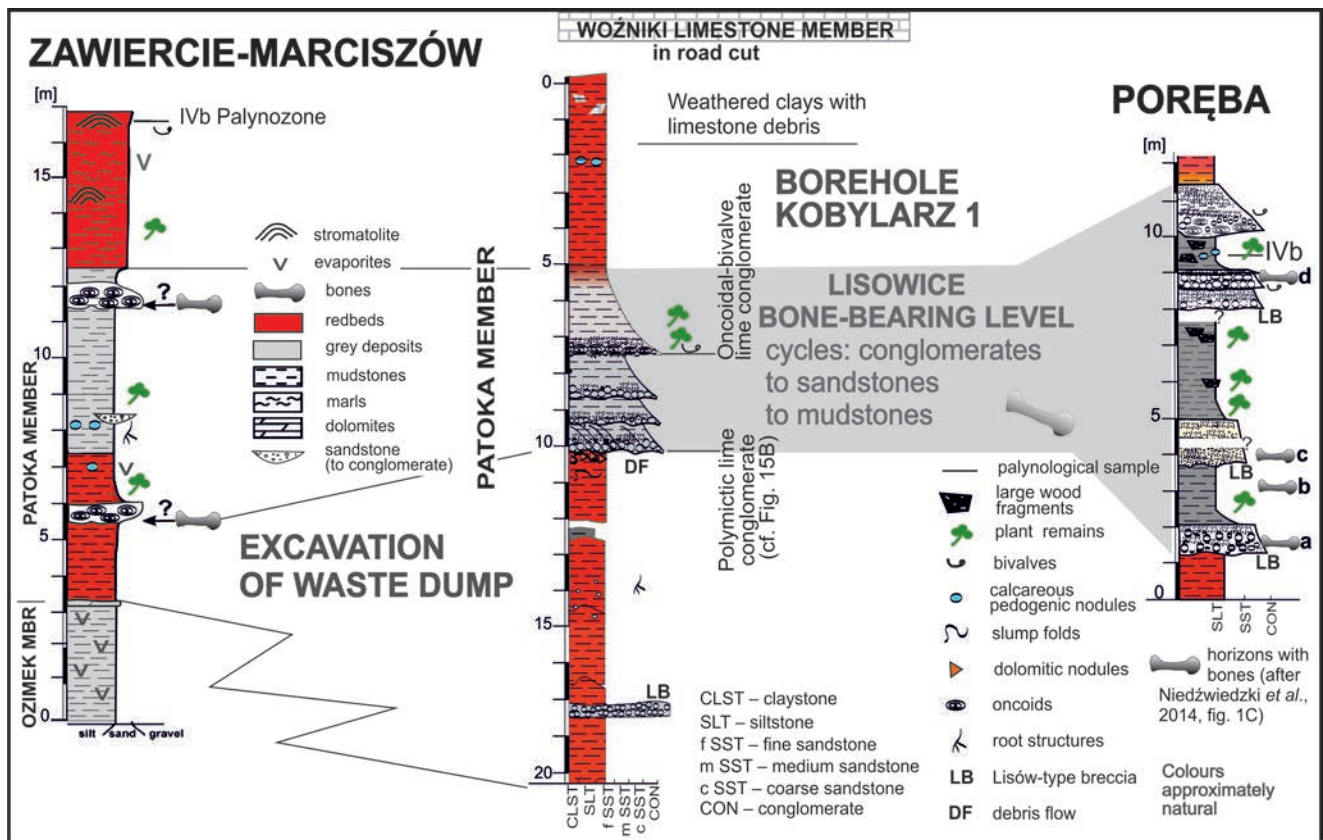 WOŹNIKI LIMESTONE MEMBER
in road cut
ZAWIERCIE-MARCISZÓW
[m]
IVb Palynozone
15
10
5
0
PATOKA MEMBER
OZIMEK MBR
silt sand gravel
stromatolite
evaporites
bones
redbeds
grey deposits
mudstones
marls
dolomites
sandstone
(to conglomerate)
?
?
EXCAVATION
OF WASTE DUMP
PATOKA MEMBER
0
5
10
15
20
Weathered clays with
limestone debris
BOREHOLE
KOBYLARZ 1
Oncoidal-bivalve
lime conglomerate
Polymictic lime
conglomerate
(cf. Fig. 15B)
DF
LB
CLST
SLT
f SST
m SST
c SST
CON
LISOWICE
BONE-BEARING LEVEL
cycles: conglomerates
to sandstones
to mudstones
CLST – claystone
SLT – siltstone
f SST – fine sandstone
m SST – medium sandstone
c SST – coarse sandstone
CON – conglomerate
palynological sample
large wood
fragments
plant remains
bivalves
calcareous
pedogenic nodules
slump folds
dolomitic nodules
oncoids
root structures
LB Lisów-type breccia
DF debris flow
PORĘBA
[m]
10
5
0
IVb
d
LB
?
?
c
LB
b
a
LB
SLT
SST
CON
horizons with
bones (after
Niedźwiedzki et al.,
2014, fig. 1C)
Colours
approximately
natural